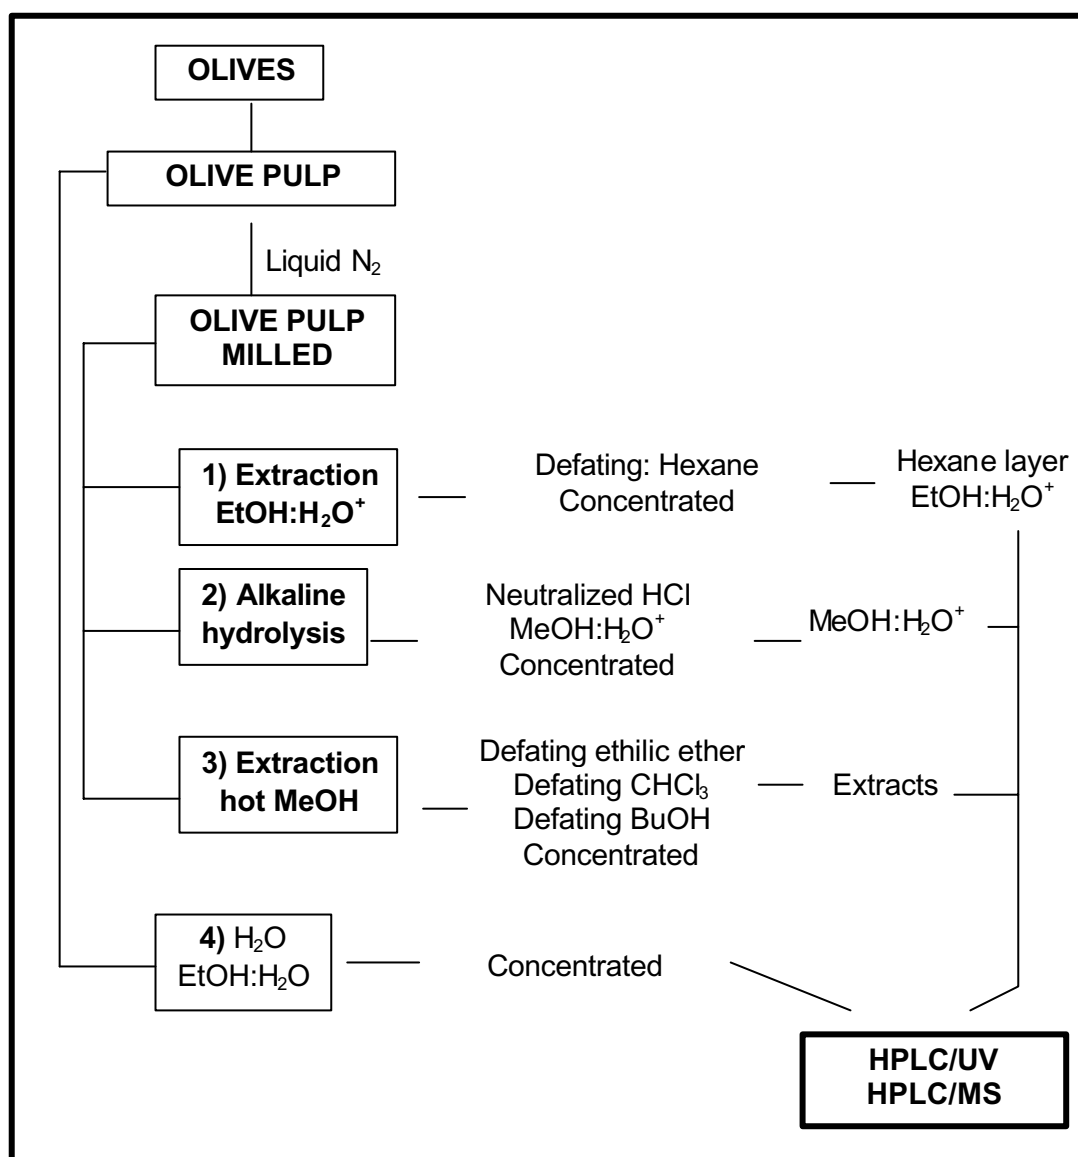 OLIVES
OLIVE PULP
Liquid N₂
OLIVE PULP
MILLED
1) Extraction
EtOH:H₂O⁺
Defating: Hexane
Concentrated
Hexane layer
EtOH:H₂O⁺
2) Alkaline
hydrolysis
Neutralized HCl
MeOH:H₂O⁺
Concentrated
MeOH:H₂O⁺
3) Extraction
hot MeOH
Defating ethilic ether
Defating CHCl₃
Defating BuOH
Concentrated
Extracts
4) H₂O
EtOH:H₂O
Concentrated
HPLC/UV
HPLC/MS